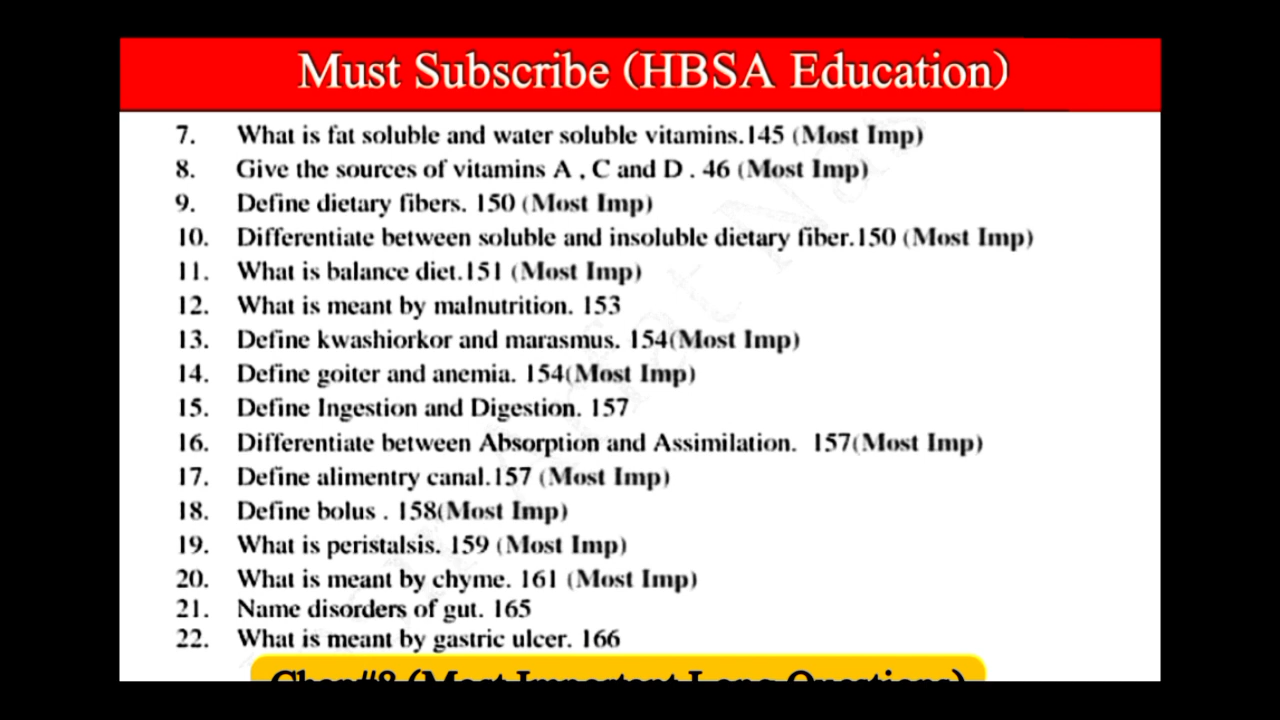 Must Subscribe (HBSA Education)
7. What is fat soluble and water soluble vitamins.145 (Most Imp)
8. Give the sources of vitamins A , C and D . 46 (Most Imp)
9. Define dietary fibers. 150 (Most Imp)
10. Differentiate between soluble and insoluble dietary fiber.150 (Most Imp)
11. What is balance diet.151 (Most Imp)
12. What is meant by malnutrition. 153
13. Define kwashiorkor and marasmus. 154(Most Imp)
14. Define goiter and anemia. 154(Most Imp)
15. Define Ingestion and Digestion. 157
16. Differentiate between Absorption and Assimilation. 157(Most Imp)
17. Define alimentry canal.157 (Most Imp)
18. Define bolus . 158(Most Imp)
19. What is peristalsis. 159 (Most Imp)
20. What is meant by chyme. 161 (Most Imp)
21. Name disorders of gut. 165
22. What is meant by gastric ulcer. 166
Chap#8 (Most Important Long Questions)